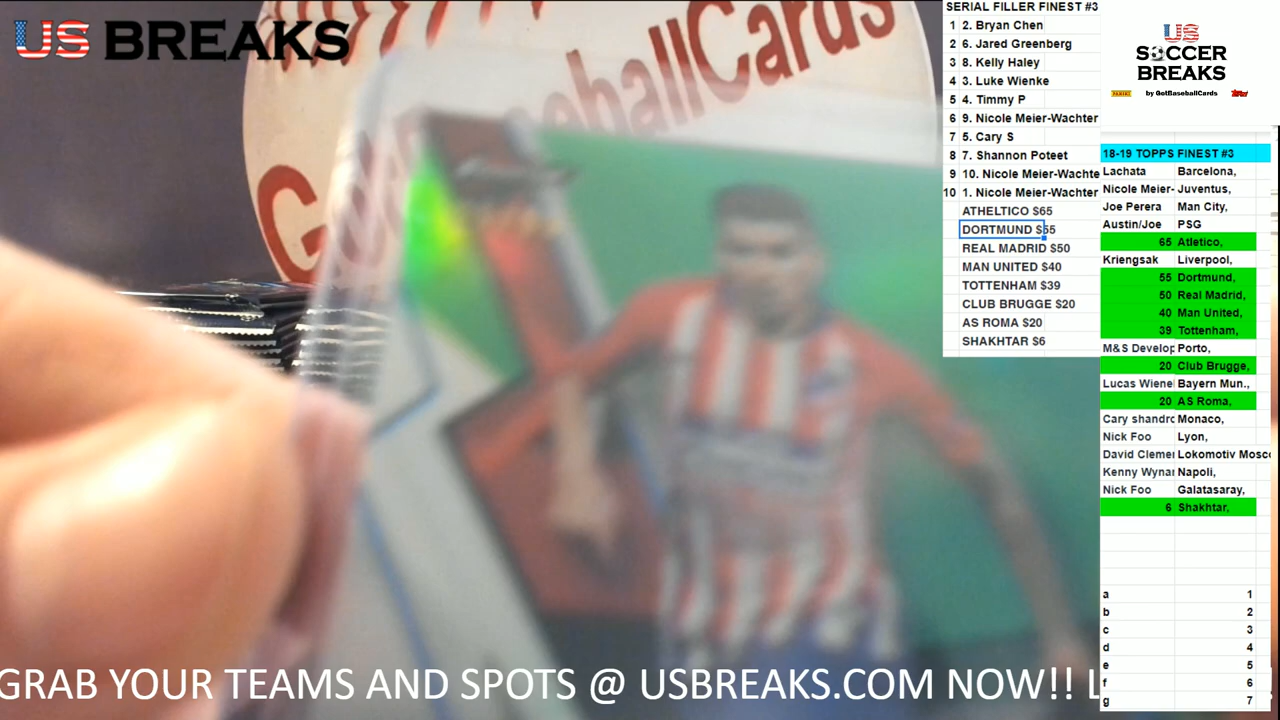 US BREAKS
ballCards
G
SERIAL FILLER FINEST #3
1 2. Bryan Chen
2 6. Jared Greenberg
3 8. Kelly Haley
4 3. Luke Wienke
5 4. Timmy P
6 9. Nicole Meier-Wachter
7 5. Cary S
8 7. Shannon Poteet
9 10. Nicole Meier-Wachte
10 1. Nicole Meier-Wachter
ATHELTICO $65
DORTMUND $55
REAL MADRID $50
MAN UNITED $40
TOTTENHAM $39
CLUB BRUGGE $20
AS ROMA $20
SHAKHTAR $6
US
SOCCER
BREAKS
PANINI by GotBaseballCards Topps
18-19 TOPPS FINEST #3
Lachata Barcelona,
Nicole Meier- Juventus,
Joe Perera Man City,
Austin/Joe PSG
65 Atletico,
Kriengsak Liverpool,
55 Dortmund,
50 Real Madrid,
40 Man United,
39 Tottenham,
M&S Develop Porto,
20 Club Brugge,
Lucas Wienel Bayern Mun.,
20 AS Roma,
Cary shandro Monaco,
Nick Foo Lyon,
David Clemer Lokomotiv Mosco
Kenny Wynar Napoli,
Nick Foo Galatasaray,
6 Shakhtar,
a 1
b 2
c 3
d 4
e 5
f 6
g 7
GRAB YOUR TEAMS AND SPOTS @ USBREAKS.COM NOW!! L